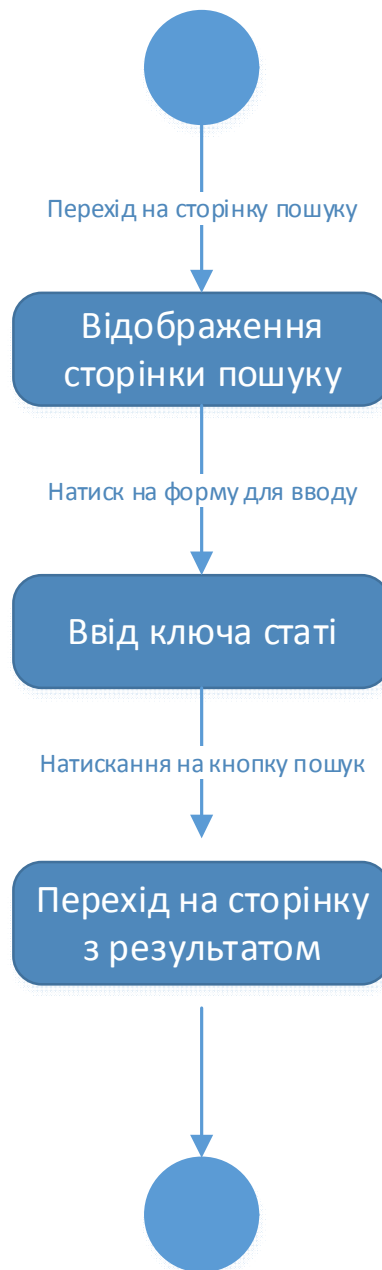 Перехід на сторінку пошуку
Відображення
сторінки пошуку
Натиск на форму для вводу
Ввід ключа статі
Натискання на кнопку пошук
Перехід на сторінку
з результатом